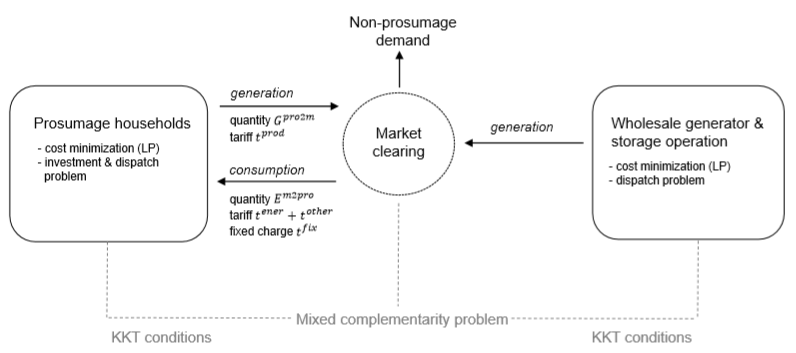 Non-prosumage
demand
Prosumage households
- cost minimization (LP)
- investment & dispatch
problem
generation
quantity G^{pro2m}
tariff t^{prod}
consumption
quantity E^{m2pro}
tariff t^{ener} + t^{other}
fixed charge t^{fix}
Market
clearing
generation
Wholesale generator &
storage operation
- cost minimization (LP)
- dispatch problem
Mixed complementarity problem
KKT conditions
KKT conditions